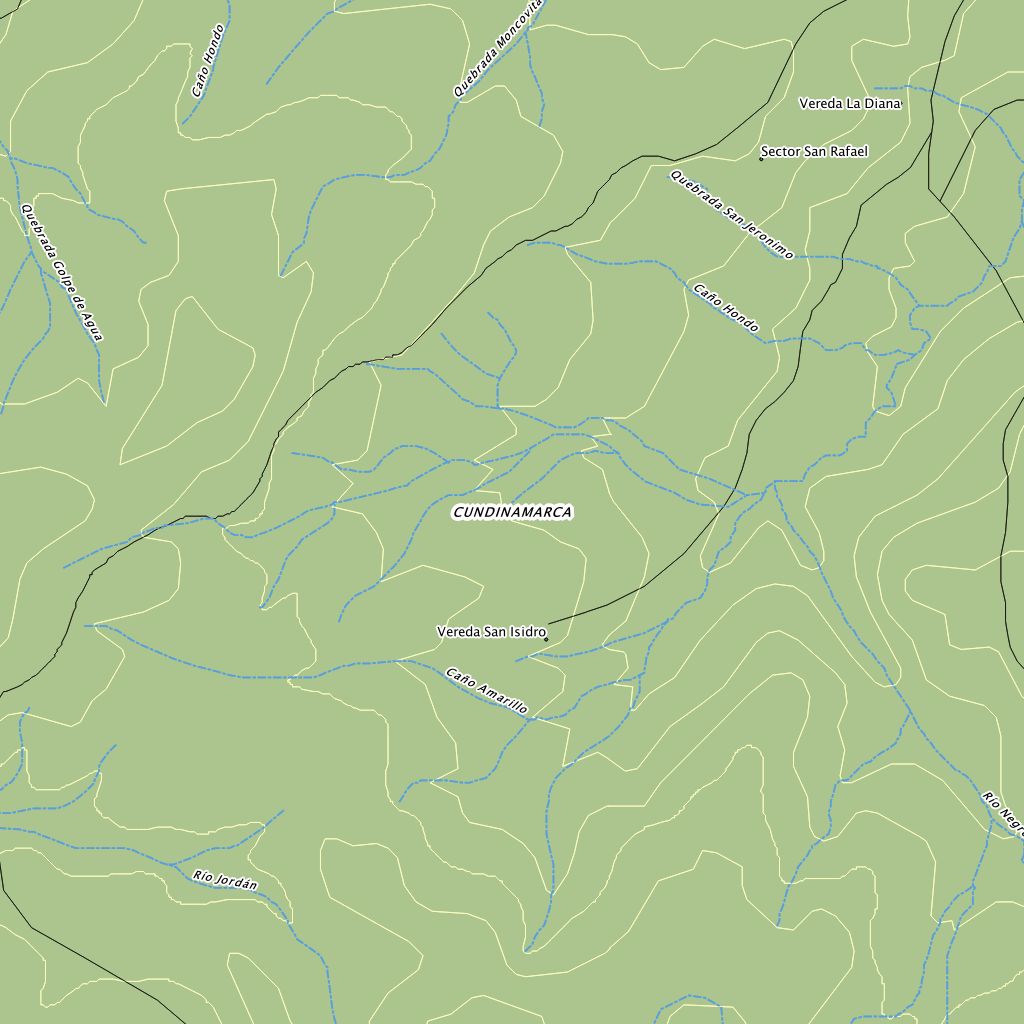 Caño Hondo
Quebrada Moncovita
Vereda La Diana
Sector San Rafael
Quebrada San Jeronimo
Quebrada Golpe de Agua
Caño Hondo
CUNDINAMARCA
Vereda San Isidro
Caño Amarillo
Río Negro
Río Jordán